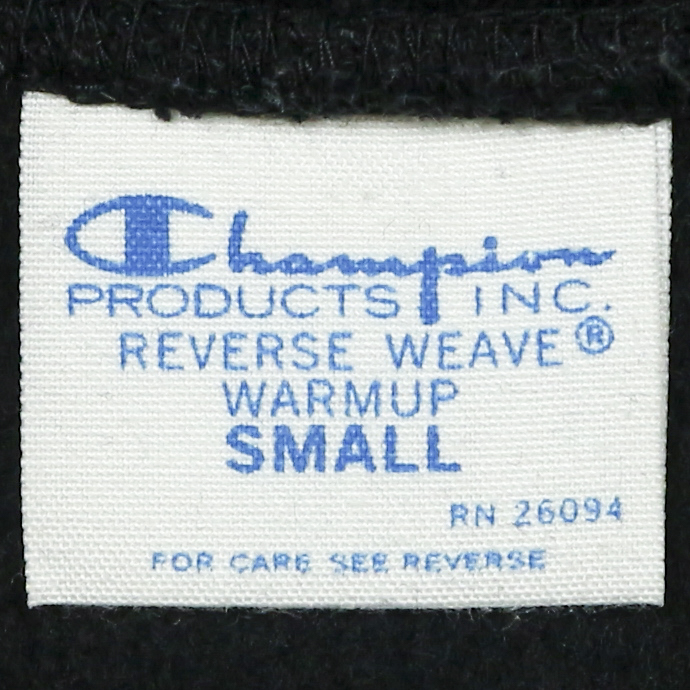 Champion
PRODUCTS INC.
REVERSE WEAVE®
WARMUP
SMALL
RN 26094
FOR CARE SEE REVERSE